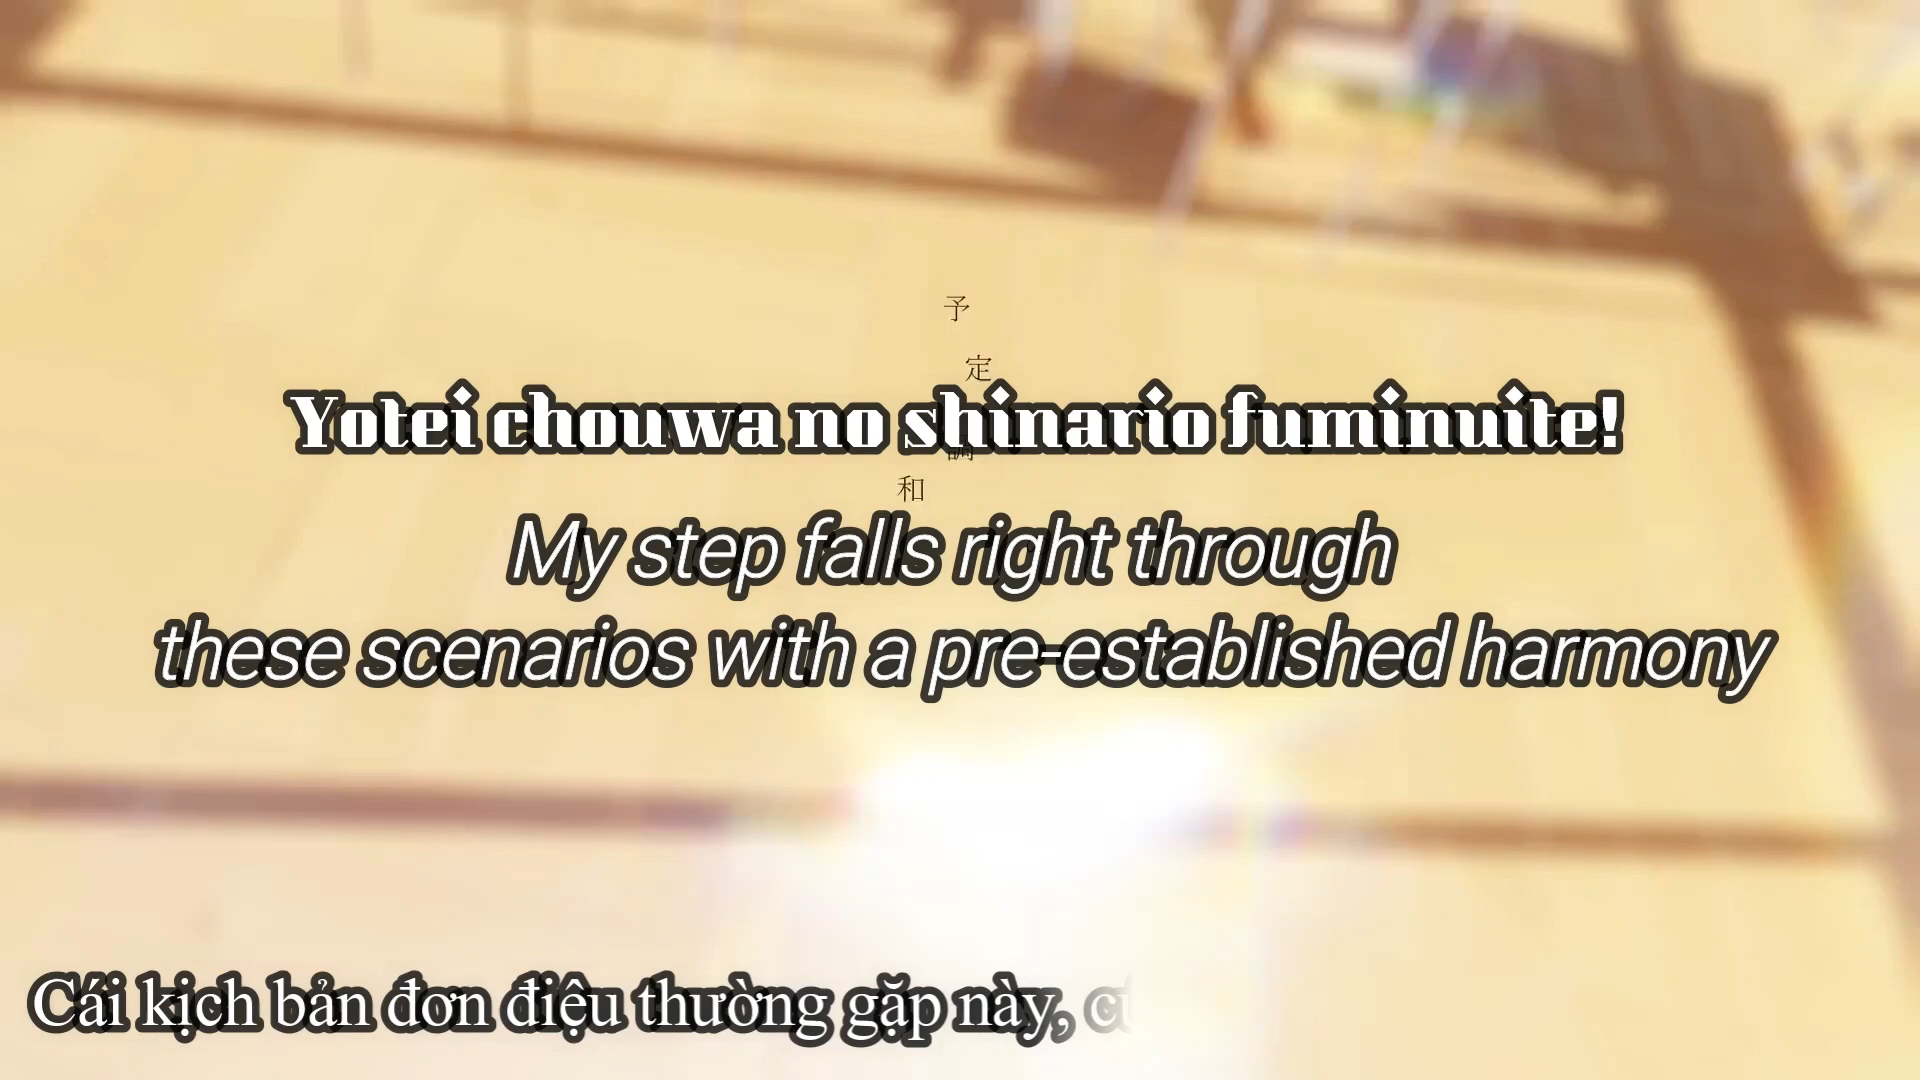 予定調和
Yotei chouwa no shinario fuminuite!
My step falls right through
these scenarios with a pre-established harmony
Cái kịch bản đơn điệu thường gặp này,